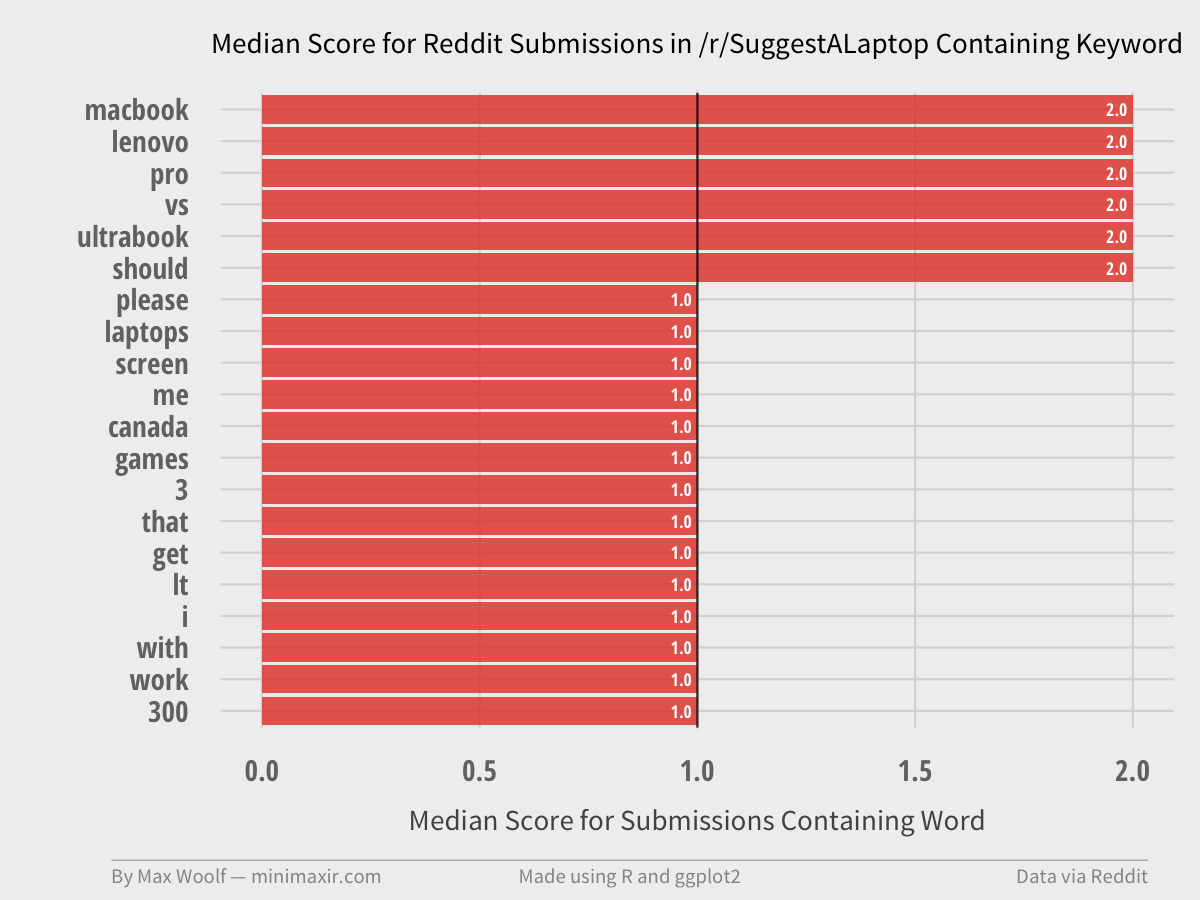 Median Score for Reddit Submissions in /r/SuggestALaptop Containing Keyword
macbook 2.0
lenovo 2.0
pro 2.0
vs 2.0
ultrabook 2.0
should 2.0
please 1.0
laptops 1.0
screen 1.0
me 1.0
canada 1.0
games 1.0
3 1.0
that 1.0
get 1.0
lt 1.0
i 1.0
with 1.0
work 1.0
300 1.0
0.0 0.5 1.0 1.5 2.0
Median Score for Submissions Containing Word
By Max Woolf — minimaxir.com Made using R and ggplot2 Data via Reddit